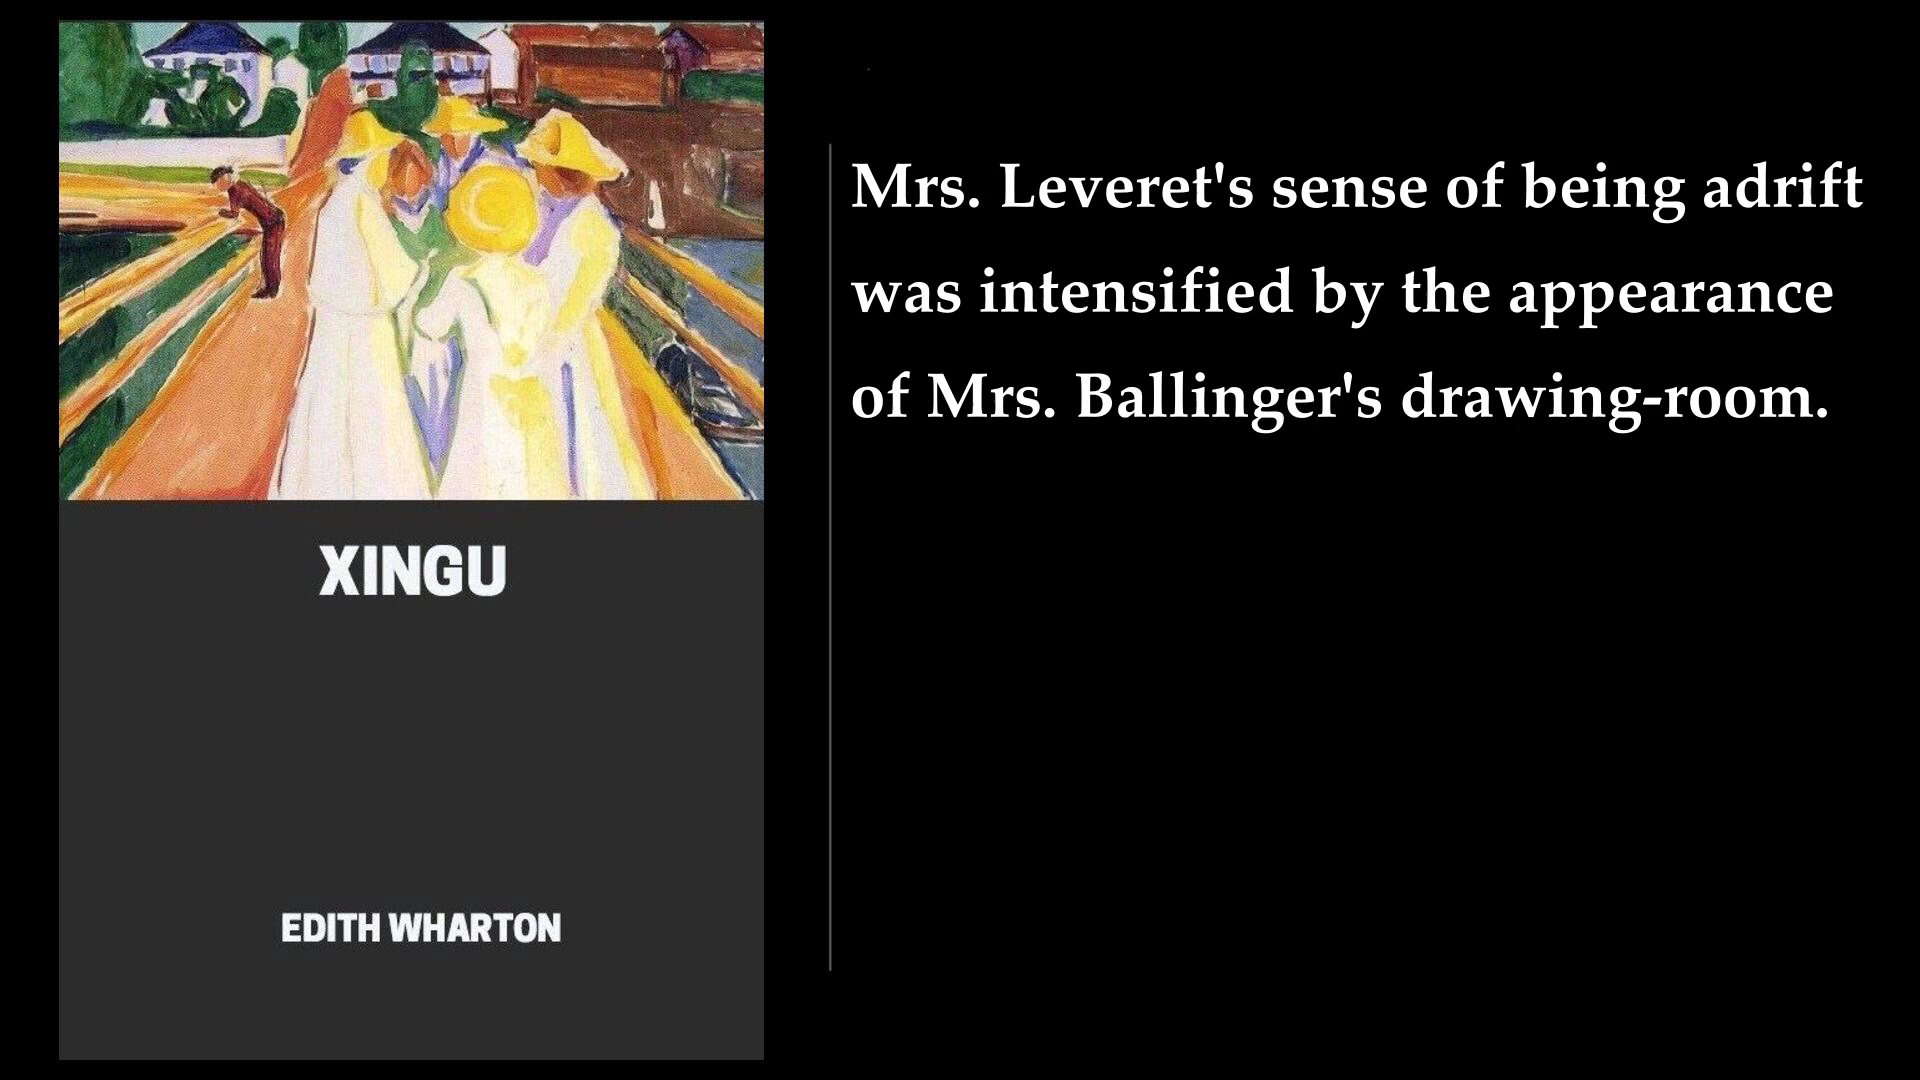 XINGU
EDITH WHARTON
Mrs. Leveret's sense of being adrift
was intensified by the appearance
of Mrs. Ballinger's drawing-room.